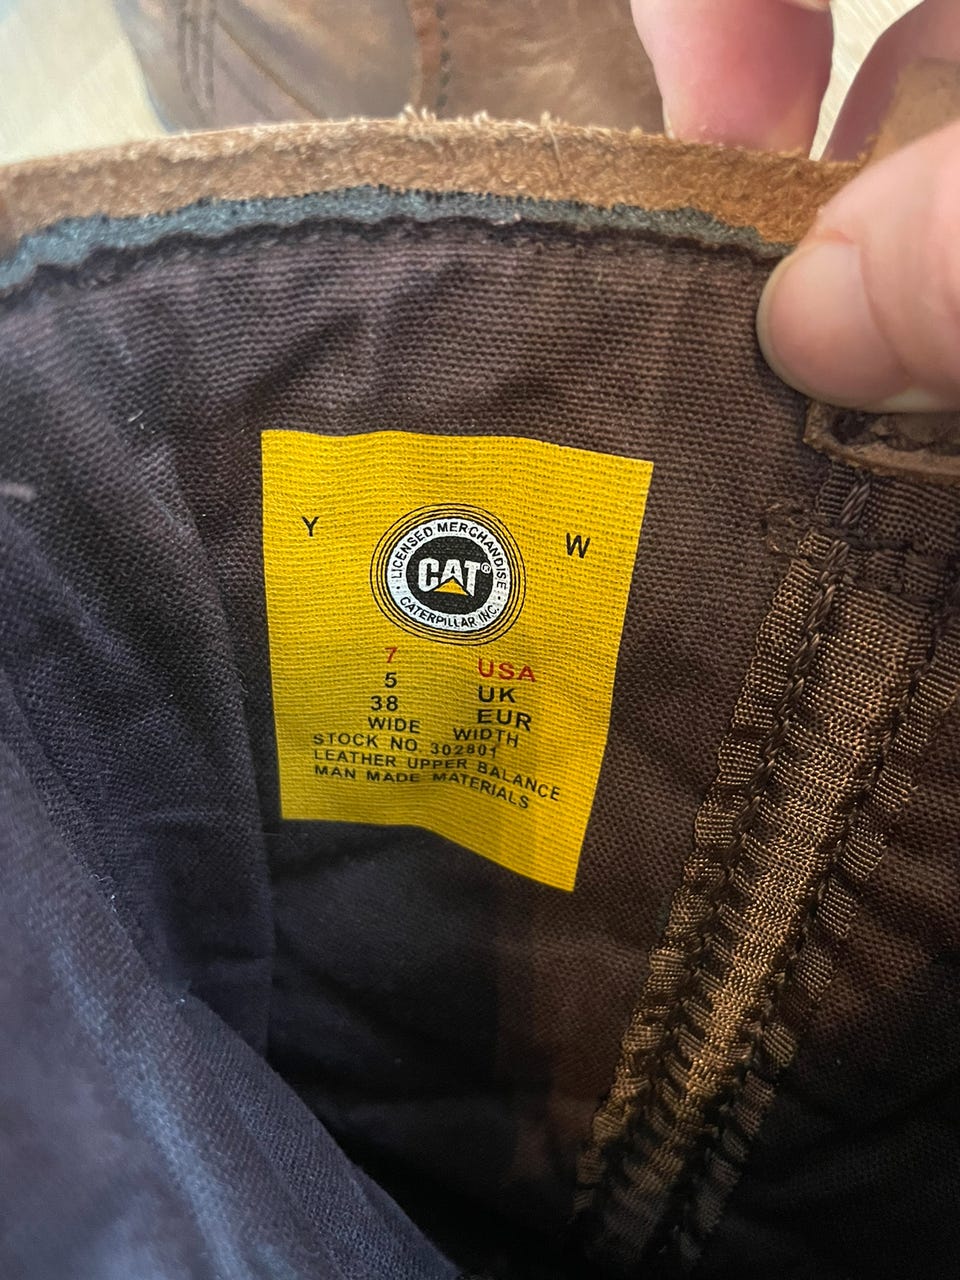 Y
W
LICENSED MERCHANDISE
CAT®
CATERPILLAR INC.
7 USA
5 UK
38 EUR
WIDE WIDTH
STOCK NO. 302801
LEATHER UPPER BALANCE
MAN MADE MATERIALS